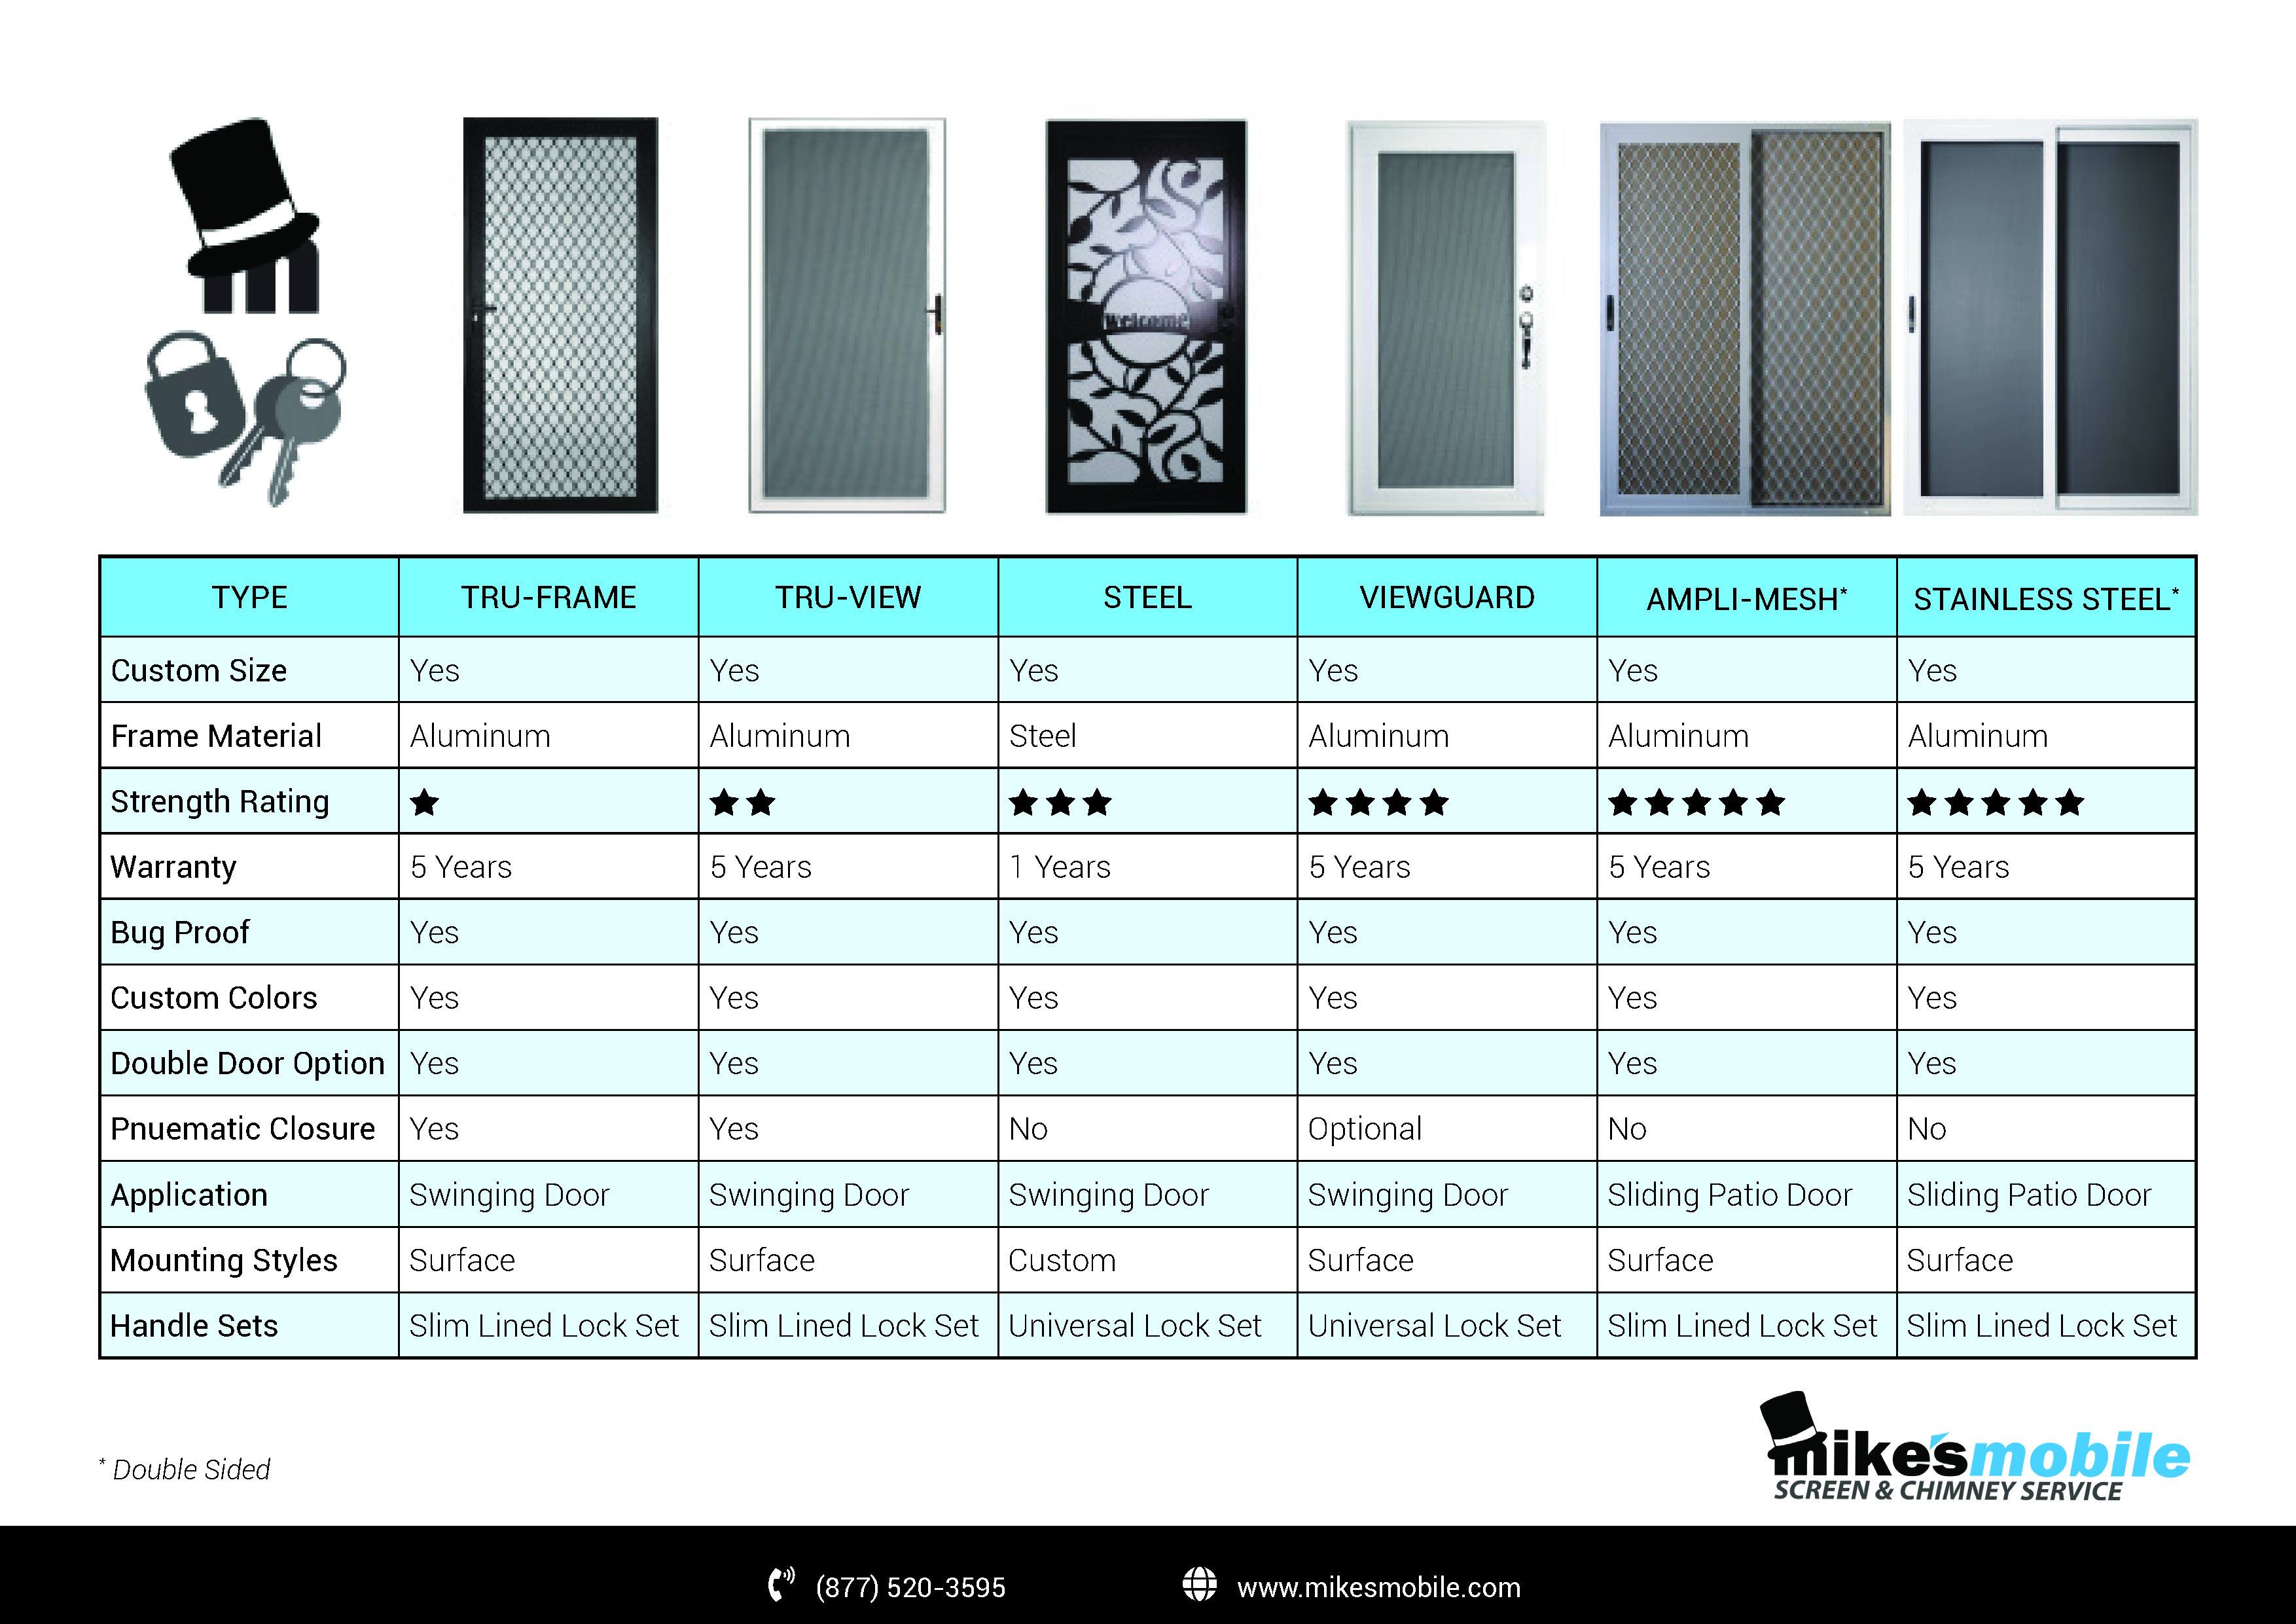 welcome
TYPE TRU-FRAME TRU-VIEW STEEL VIEWGUARD AMPLI-MESH* STAINLESS STEEL*
Custom Size Yes Yes Yes Yes Yes Yes
Frame Material Aluminum Aluminum Steel Aluminum Aluminum Aluminum
Strength Rating ★ ★★ ★★★ ★★★★ ★★★★★ ★★★★★
Warranty 5 Years 5 Years 1 Years 5 Years 5 Years 5 Years
Bug Proof Yes Yes Yes Yes Yes Yes
Custom Colors Yes Yes Yes Yes Yes Yes
Double Door Option Yes Yes Yes Yes Yes Yes
Pnuematic Closure Yes Yes No Optional No No
Application Swinging Door Swinging Door Swinging Door Swinging Door Sliding Patio Door Sliding Patio Door
Mounting Styles Surface Surface Custom Surface Surface Surface
Handle Sets Slim Lined Lock Set Slim Lined Lock Set Universal Lock Set Universal Lock Set Slim Lined Lock Set Slim Lined Lock Set
* Double Sided
mike's mobile
SCREEN & CHIMNEY SERVICE
(877) 520-3595 www.mikesmobile.com